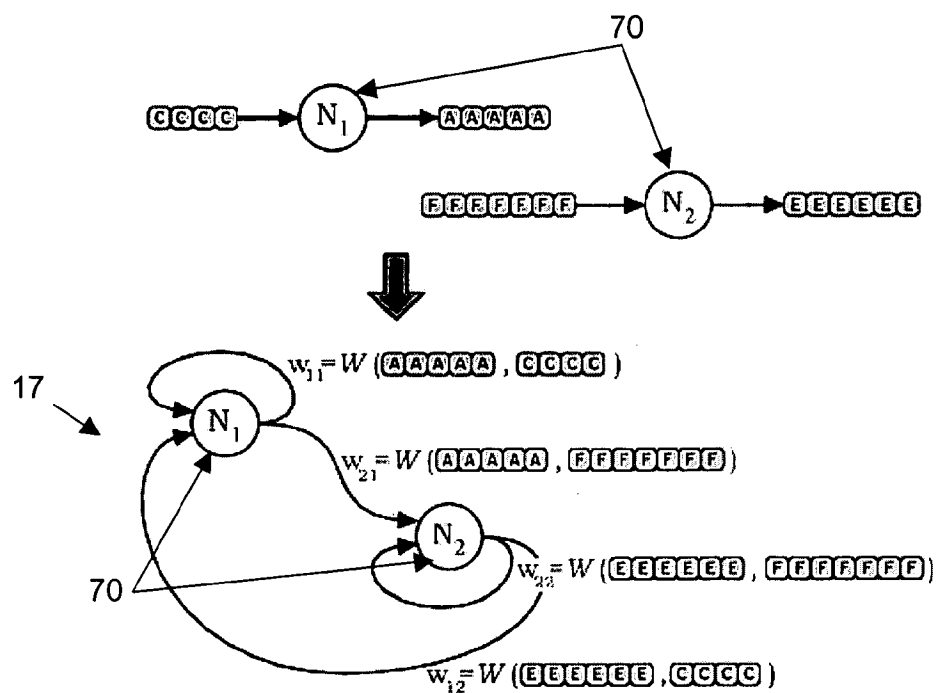 70
CCCC N1 AAAAA
FFFFFFF N2 EEEEEE
w11=W(AAAAA, CCCC)
17
N1
w21=W(AAAAA, FFFFFFF)
N2
w22=W(EEEEEE, FFFFFFF)
70
w12=W(EEEEEE, CCCC)